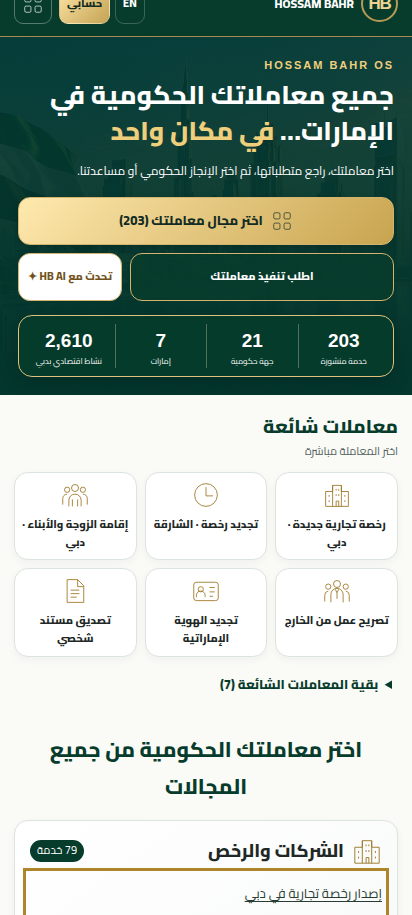 HB
HOSSAM BAHR
EN
حسابي
HOSSAM BAHR OS
جميع معاملاتك الحكومية في
الإمارات... في مكان واحد
اختر معاملتك، راجع متطلباتها، ثم اختر الإنجاز الحكومي أو مساعدتنا.
اختر مجال معاملتك (203)
اطلب تنفيذ معاملتك
تحدث مع HB AI ✦
203
خدمة منشورة
21
جهة حكومية
7
إمارات
2,610
نشاط اقتصادي بدبي
معاملات شائعة
اختر المعاملة مباشرة
رخصة تجارية جديدة ·
دبي
تجديد رخصة · الشارقة
إقامة الزوجة والأبناء ·
دبي
تصريح عمل من الخارج
تجديد الهوية
الإماراتية
تصديق مستند
شخصي
◀ بقية المعاملات الشائعة (7)
اختر معاملتك الحكومية من جميع
المجالات
الشركات والرخص
79 خدمة
إصدار رخصة تجارية في دبي